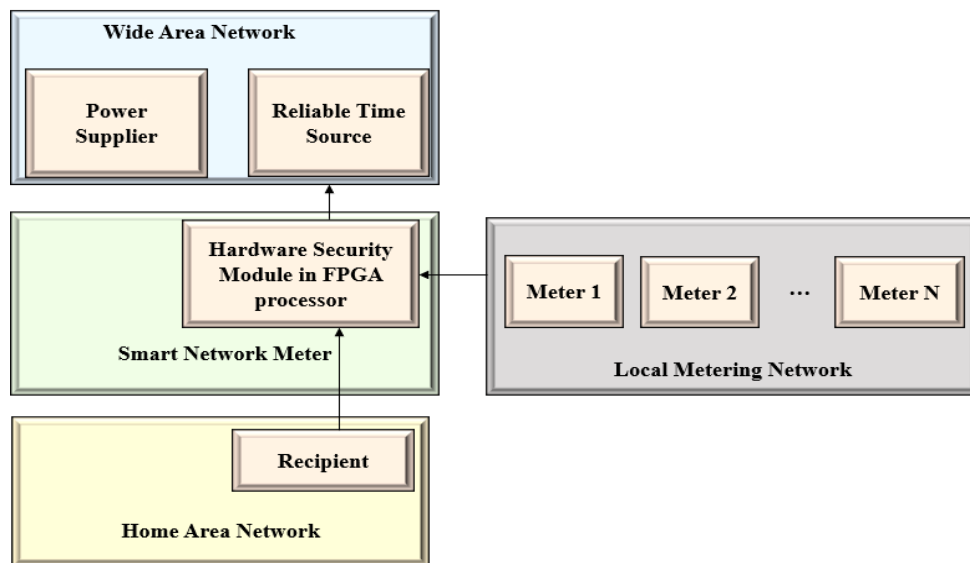 Wide Area Network
Power
Supplier
Reliable Time
Source
Hardware Security
Module in FPGA
processor
Smart Network Meter
Meter 1
Meter 2
...
Meter N
Local Metering Network
Recipient
Home Area Network